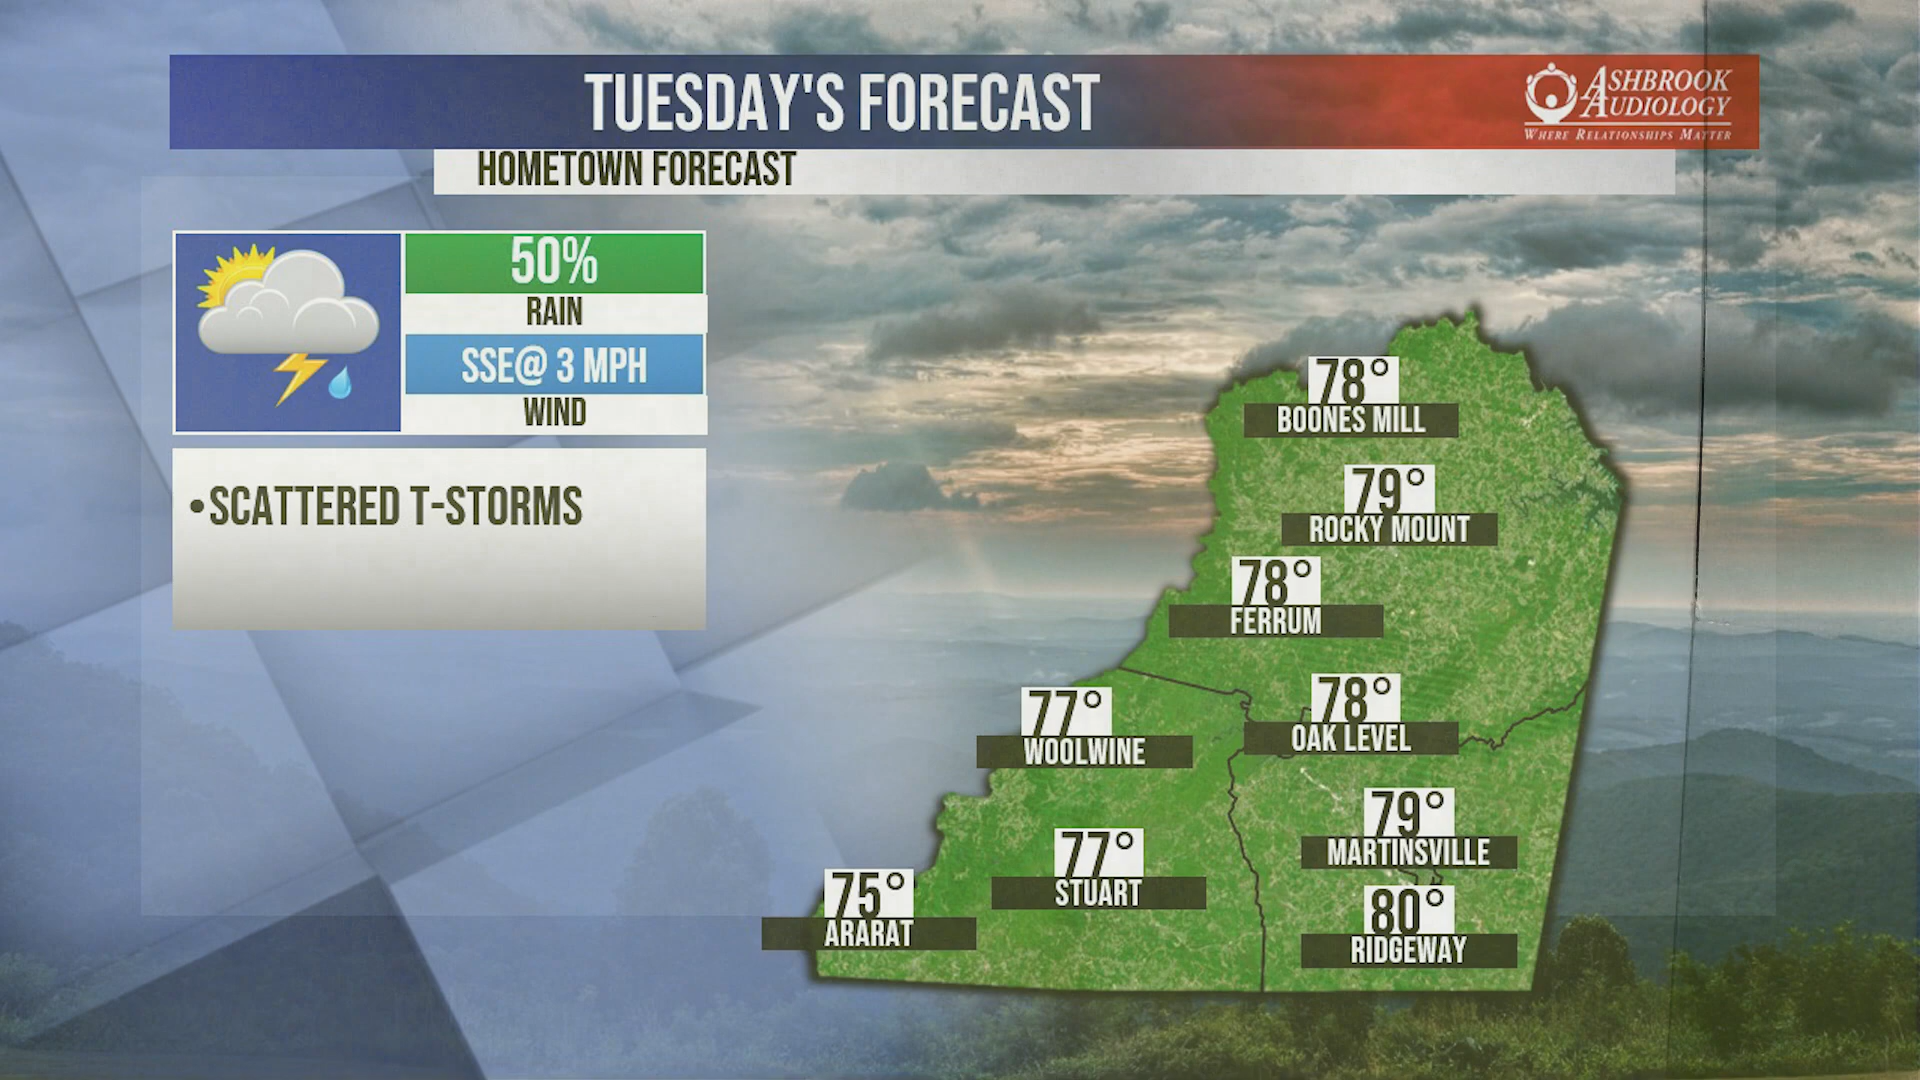 TUESDAY'S FORECAST
ASHBROOK
AUDIOLOGY
WHERE RELATIONSHIPS MATTER
HOMETOWN FORECAST
50%
RAIN
SSE@ 3 MPH
WIND
•SCATTERED T-STORMS
78°
BOONES MILL
79°
ROCKY MOUNT
78°
FERRUM
77°
WOOLWINE
78°
OAK LEVEL
79°
MARTINSVILLE
77°
STUART
75°
ARARAT
80°
RIDGEWAY